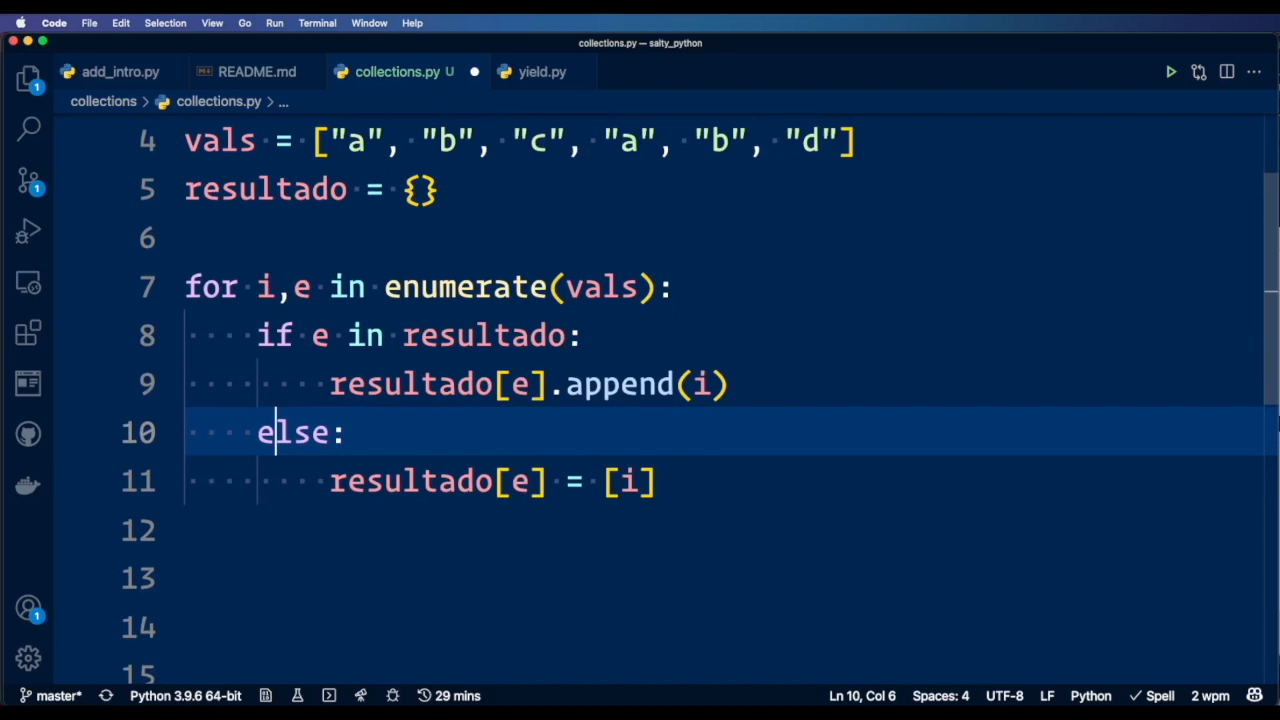 Code File Edit Selection View Go Run Terminal Window Help
collections.py — salty_python
add_intro.py README.md collections.py U yield.py
collections > collections.py > ...
4 vals = ["a", "b", "c", "a", "b", "d"]
5 resultado = {}
6
7 for i,e in enumerate(vals):
8 if e in resultado:
9 resultado[e].append(i)
10 else:
11 resultado[e] = [i]
12
13
14
15
1
1
1
master* Python 3.9.6 64-bit 29 mins Ln 10, Col 6 Spaces: 4 UTF-8 LF Python Spell 2 wpm